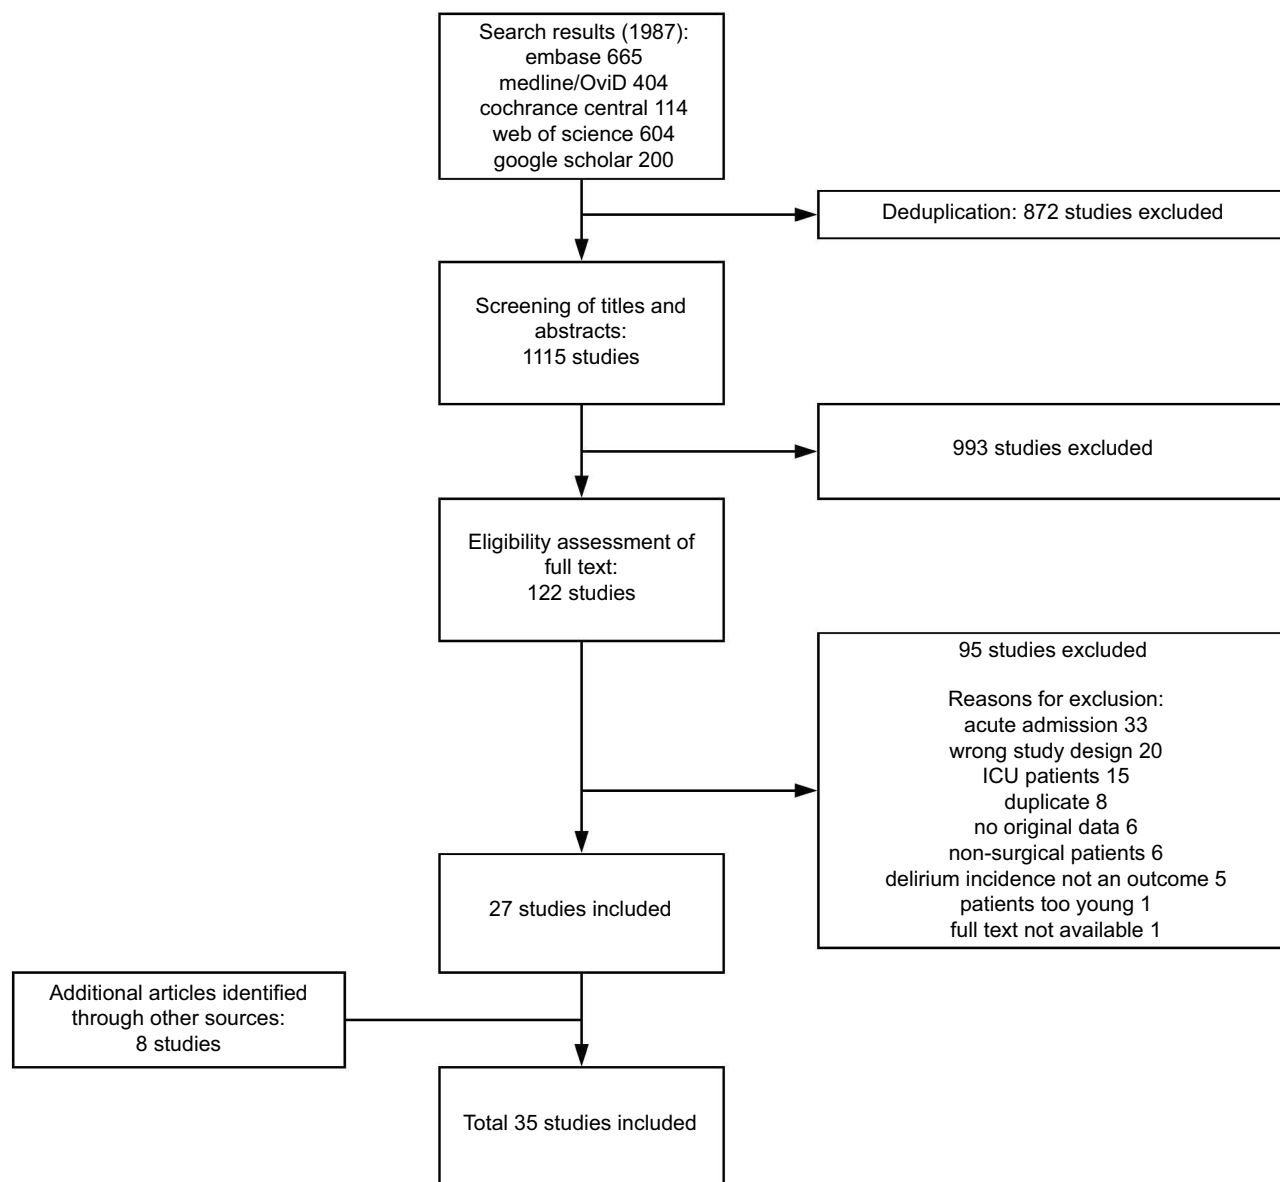 Search results (1987):
embase 665
medline/OviD 404
cochrance central 114
web of science 604
google scholar 200
Deduplication: 872 studies excluded
Screening of titles and
abstracts:
1115 studies
993 studies excluded
Eligibility assessment of
full text:
122 studies
95 studies excluded
Reasons for exclusion:
acute admission 33
wrong study design 20
ICU patients 15
duplicate 8
no original data 6
non-surgical patients 6
delirium incidence not an outcome 5
patients too young 1
full text not available 1
27 studies included
Additional articles identified
through other sources:
8 studies
Total 35 studies included